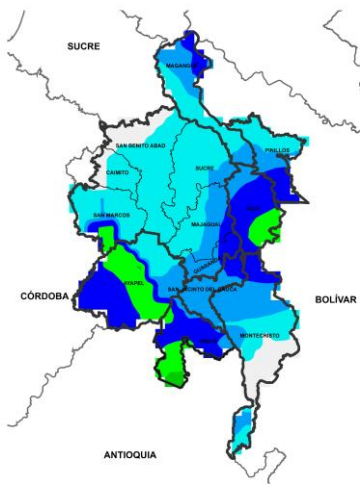 SUCRE
MAGANGUÉ
SAN BENITO ABAD
PINILLOS
CAIMITO
SUCRE
SAN MARCOS
MAJAGUAL
GUARANDA
AYAPEL
SAN JACINTO DEL CAUCA
CÓRDOBA
BOLÍVAR
MONTECRISTO
ANTIOQUIA